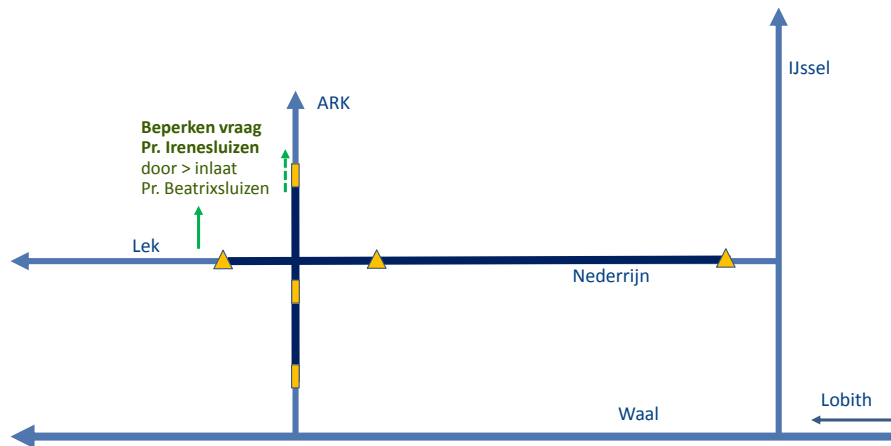 IJssel
ARK
Beperken vraag
Pr. Irenesluizen
door > inlaat
Pr. Beatrixsluizen
Lek
Nederrijn
Lobith
Waal